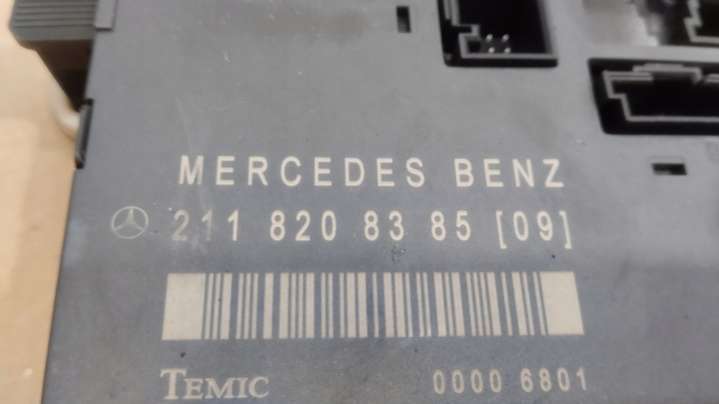 MERCEDES BENZ
211 820 83 85 [09]
TEMIC 0000 6801